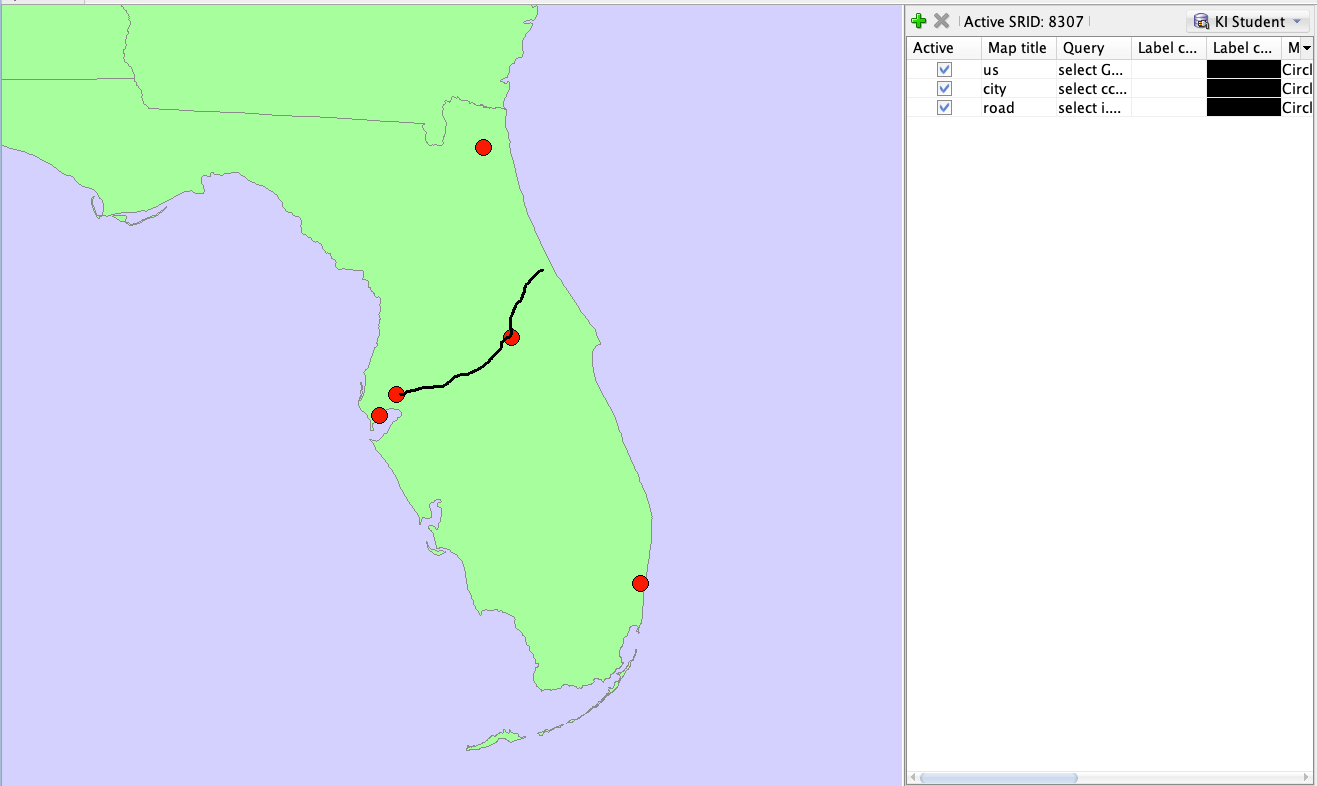 Active SRID: 8307 KI Student
Active Map title Query Label c... Label c... M
us select G... Circl
city select cc... Circl
road select i.... Circl